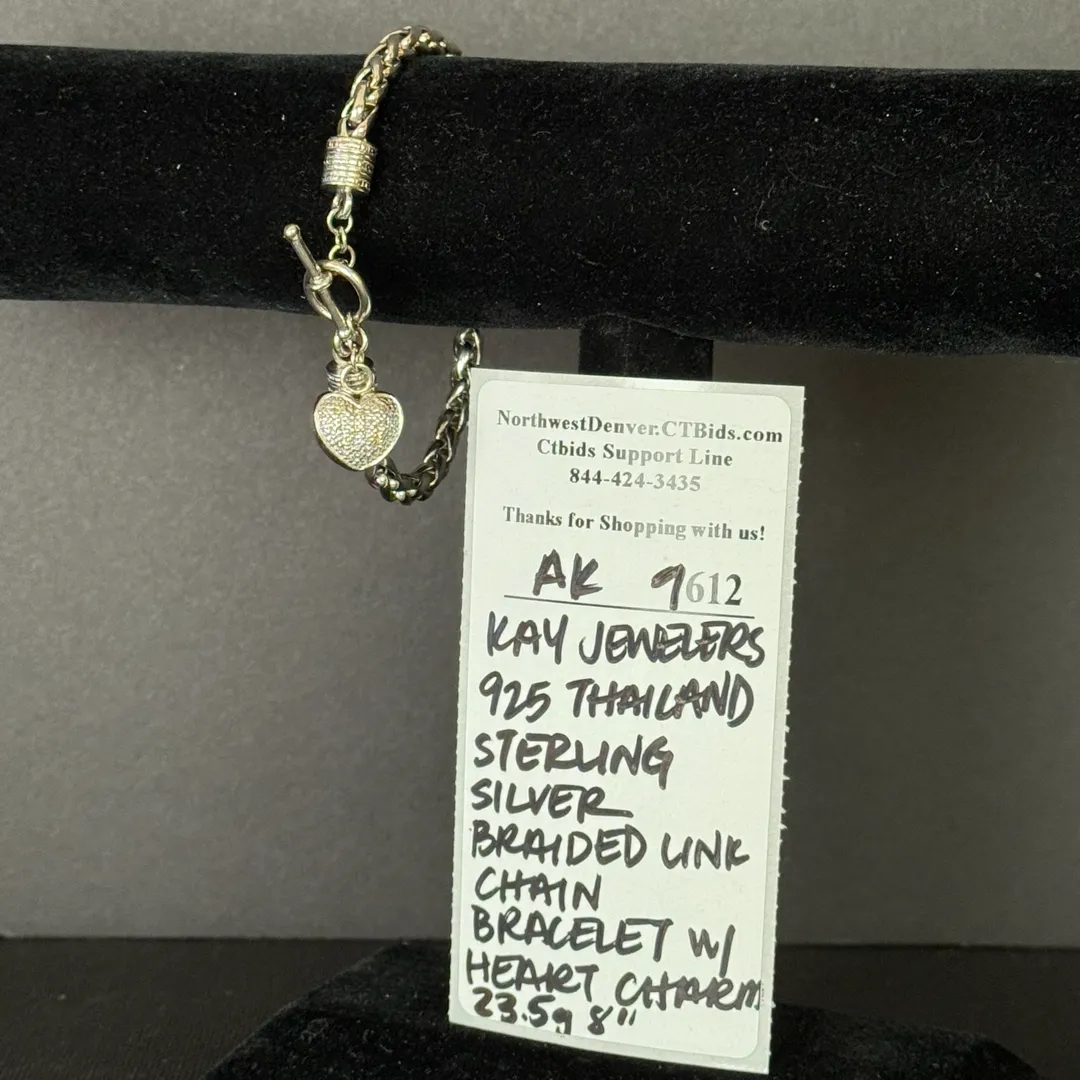 NorthwestDenver.CTBids.com
Ctbids Support Line
844-424-3435
Thanks for Shopping with us!
AK 9612
KAY JEWELERS
925 THAILAND
STERLING
SILVER
BRAIDED LINK
CHAIN
BRACELET W/
HEART CHARM
23.5g 8"